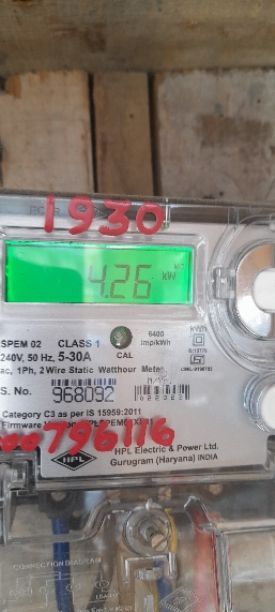 1930
4.26
kW
SPEM 02 CLASS 1
6400
imp/kWh
240V, 50 Hz, 5-30A
CAL
ac, 1Ph, 2 Wire Static Watthour Meter
S. No. 968092
Category C3 as per IS 15959:2011
Firmware
00796116
HPL
HPL Electric & Power Ltd.
Gurugram (Haryana) INDIA
CONNECTION DIAGRAM